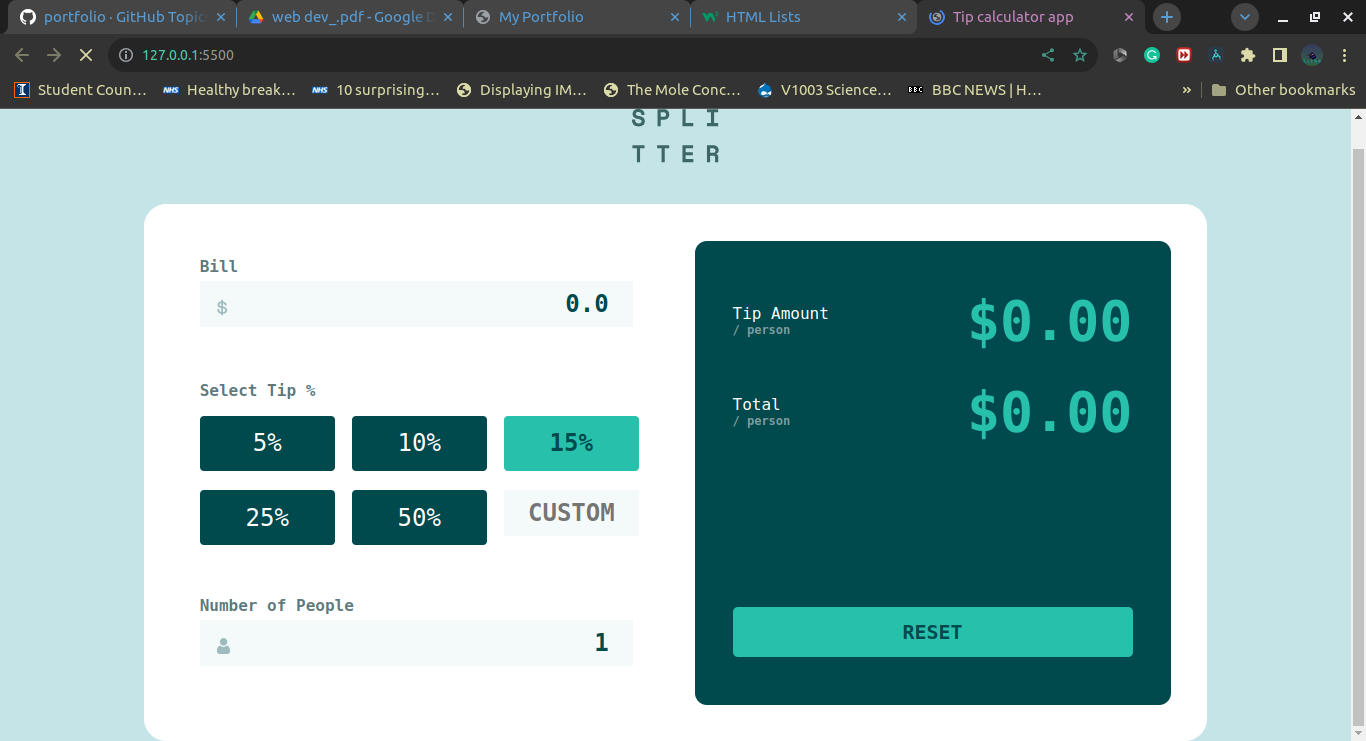 portfolio · GitHub Topic
web dev_.pdf - Google D
My Portfolio
HTML Lists
Tip calculator app
127.0.0.1:5500
Student Coun…
NHS Healthy break…
NHS 10 surprising…
Displaying IM…
The Mole Conc…
V1003 Science…
BBC BBC NEWS | H…
» Other bookmarks
SPLI
TTER
Bill
$ 0.0
Select Tip %
5% 10% 15%
25% 50% CUSTOM
Number of People
1
Tip Amount
/ person
$0.00
Total
/ person
$0.00
RESET